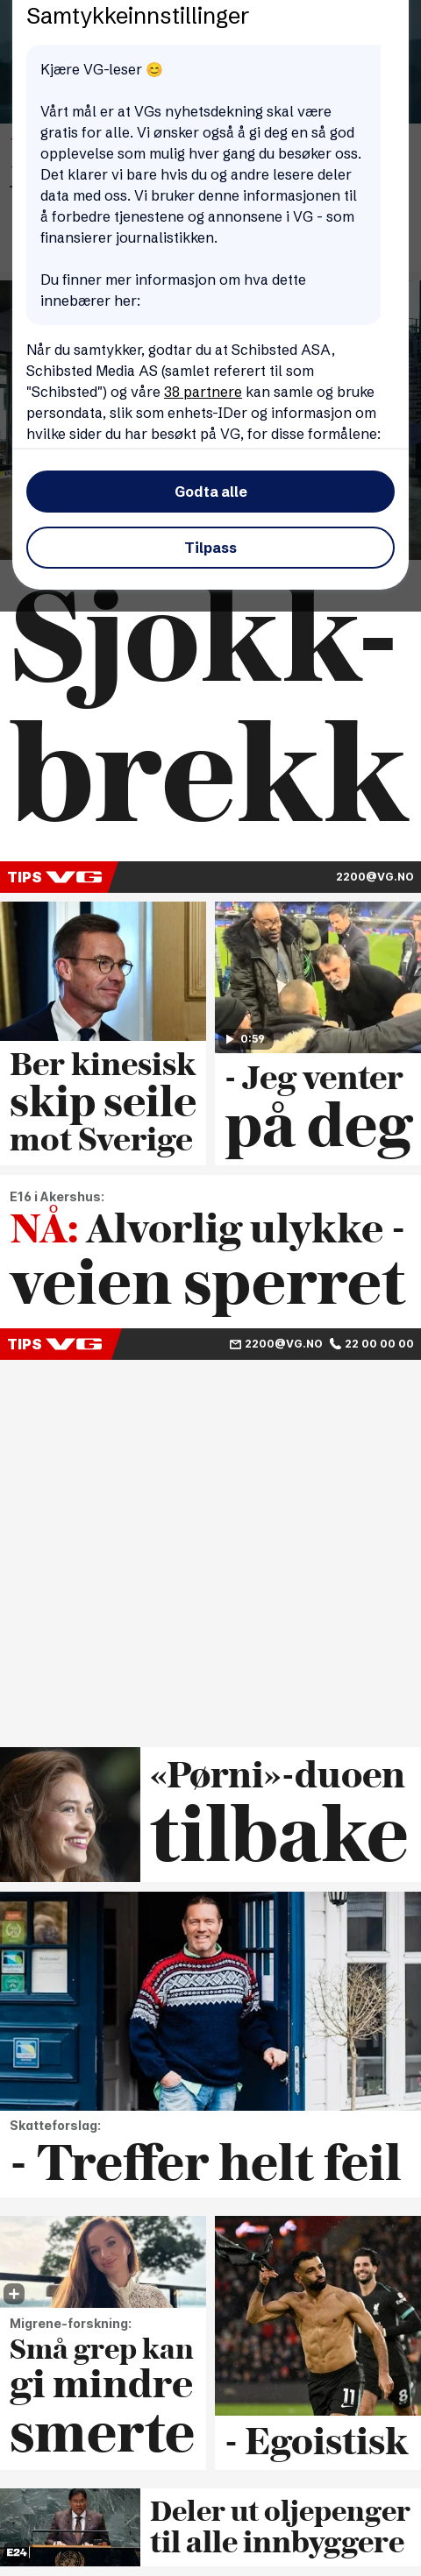 Samtykkeinnstillinger
Kjære VG-leser 😊
Vårt mål er at VGs nyhetsdekning skal være
gratis for alle. Vi ønsker også å gi deg en så god
opplevelse som mulig hver gang du besøker oss.
Det klarer vi bare hvis du og andre lesere deler
data med oss. Vi bruker denne informasjonen til
å forbedre tjenestene og annonsene i VG - som
finansierer journalistikken.
Du finner mer informasjon om hva dette
innebærer her:
Når du samtykker, godtar du at Schibsted ASA,
Schibsted Media AS (samlet referert til som
"Schibsted") og våre 38 partnere kan samle og bruke
persondata, slik som enhets-IDer og informasjon om
hvilke sider du har besøkt på VG, for disse formålene:
Godta alle
Tilpass
Sjokk-
brekk
TIPS VG 2200@VG.NO
Ber kinesisk
skip seile
mot Sverige
0:59
- Jeg venter
på deg
E16 i Akershus:
NÅ: Alvorlig ulykke -
veien sperret
TIPS VG 2200@VG.NO 22 00 00 00
«Pørni»-duoen
tilbake
Skatteforslag:
- Treffer helt feil
Migrene-forskning:
Små grep kan
gi mindre
smerte
11
8
- Egoistisk
E24
Deler ut oljepenger
til alle innbyggere